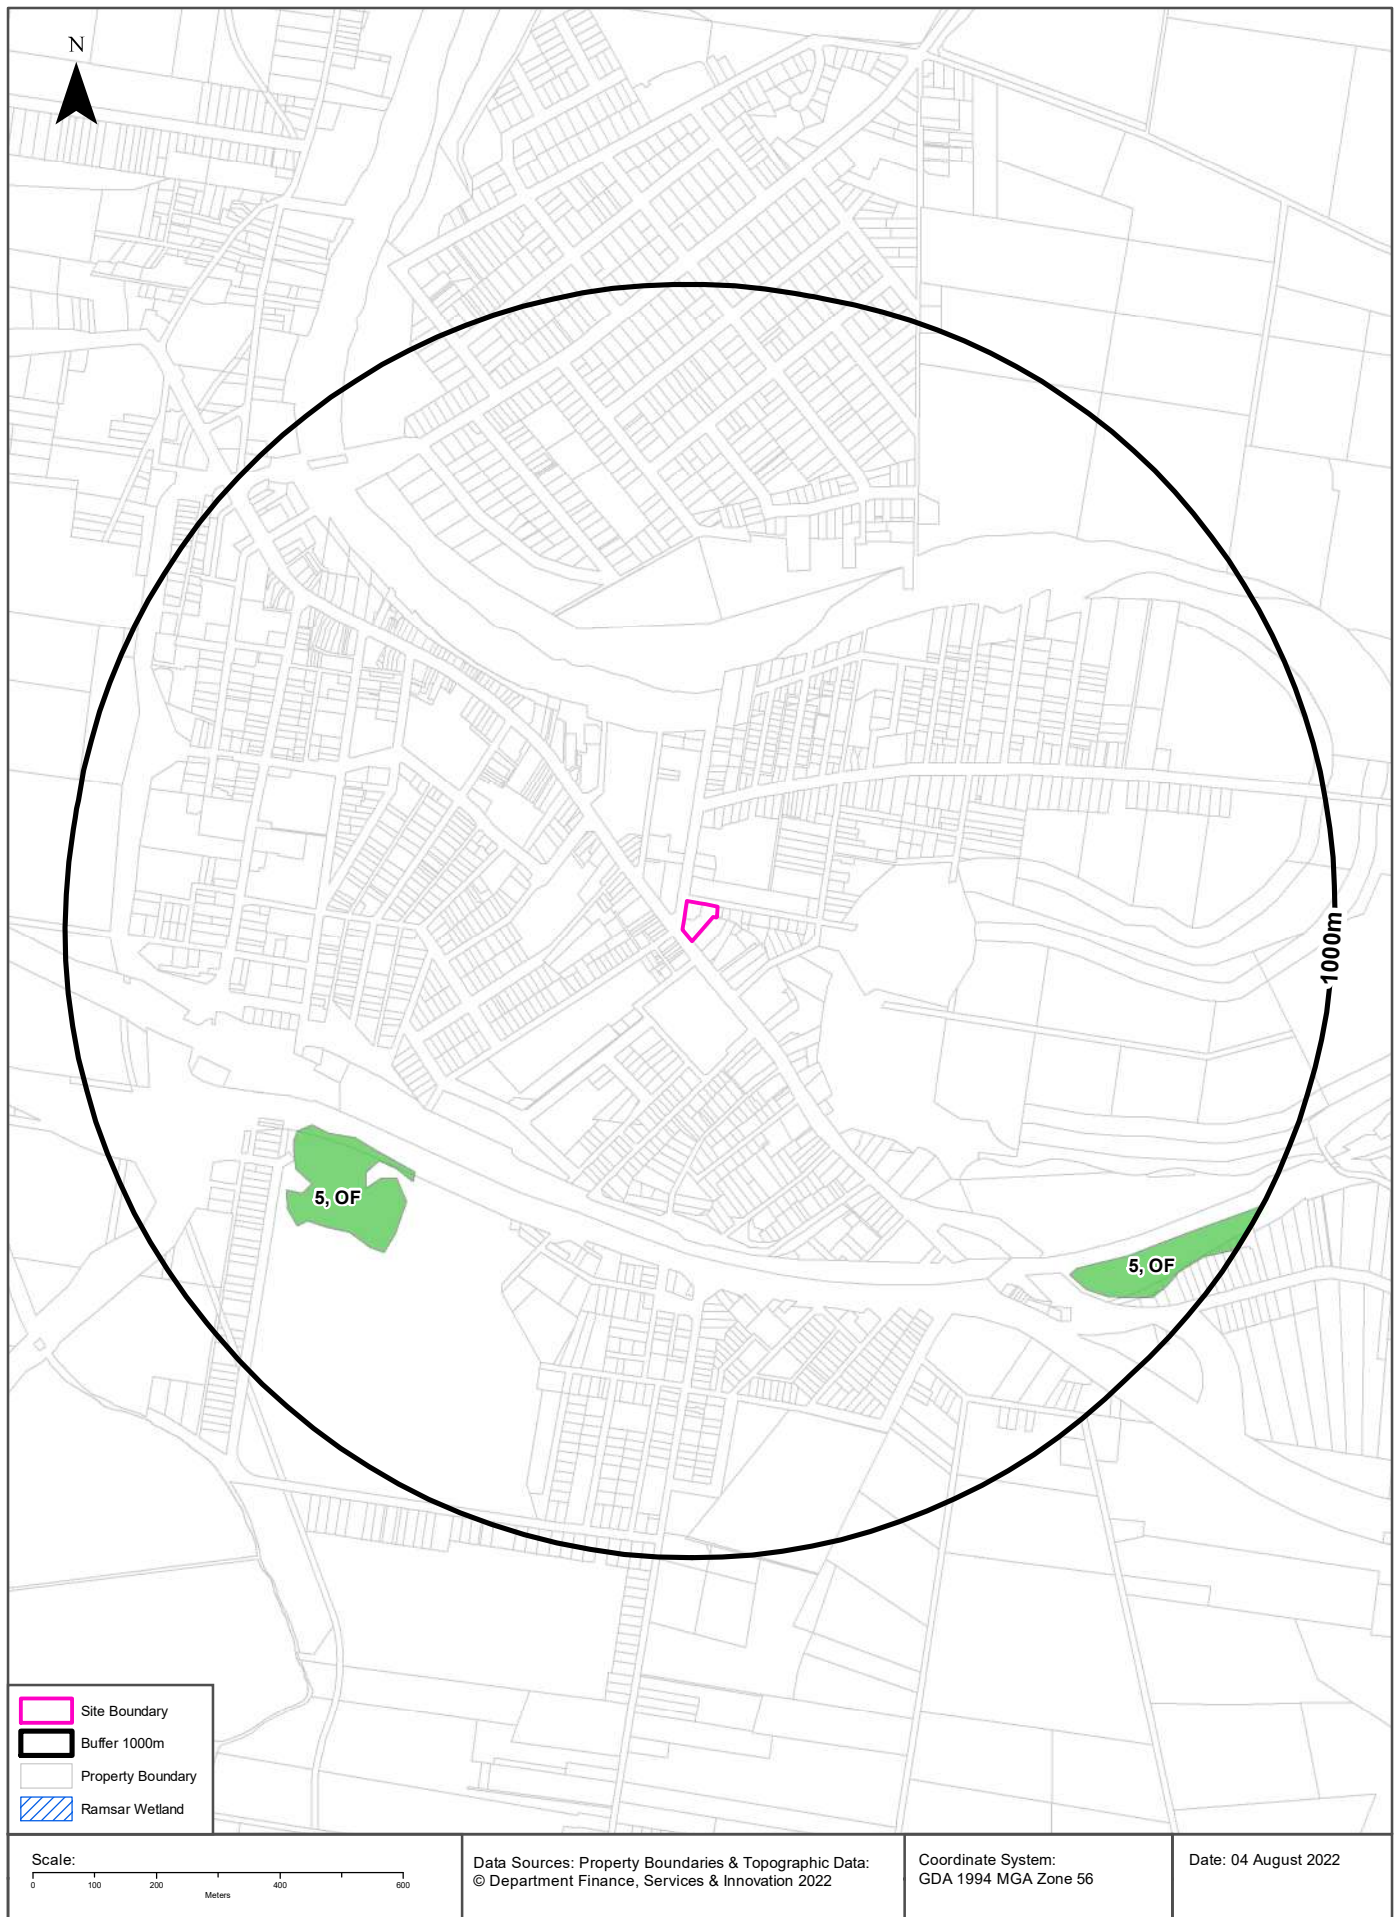 N
1000m
5, OF
5, OF
Site Boundary
Buffer 1000m
Property Boundary
Ramsar Wetland
Scale:
0 100 200 400 600
Meters
Data Sources: Property Boundaries & Topographic Data:
© Department Finance, Services & Innovation 2022
Coordinate System:
GDA 1994 MGA Zone 56
Date: 04 August 2022